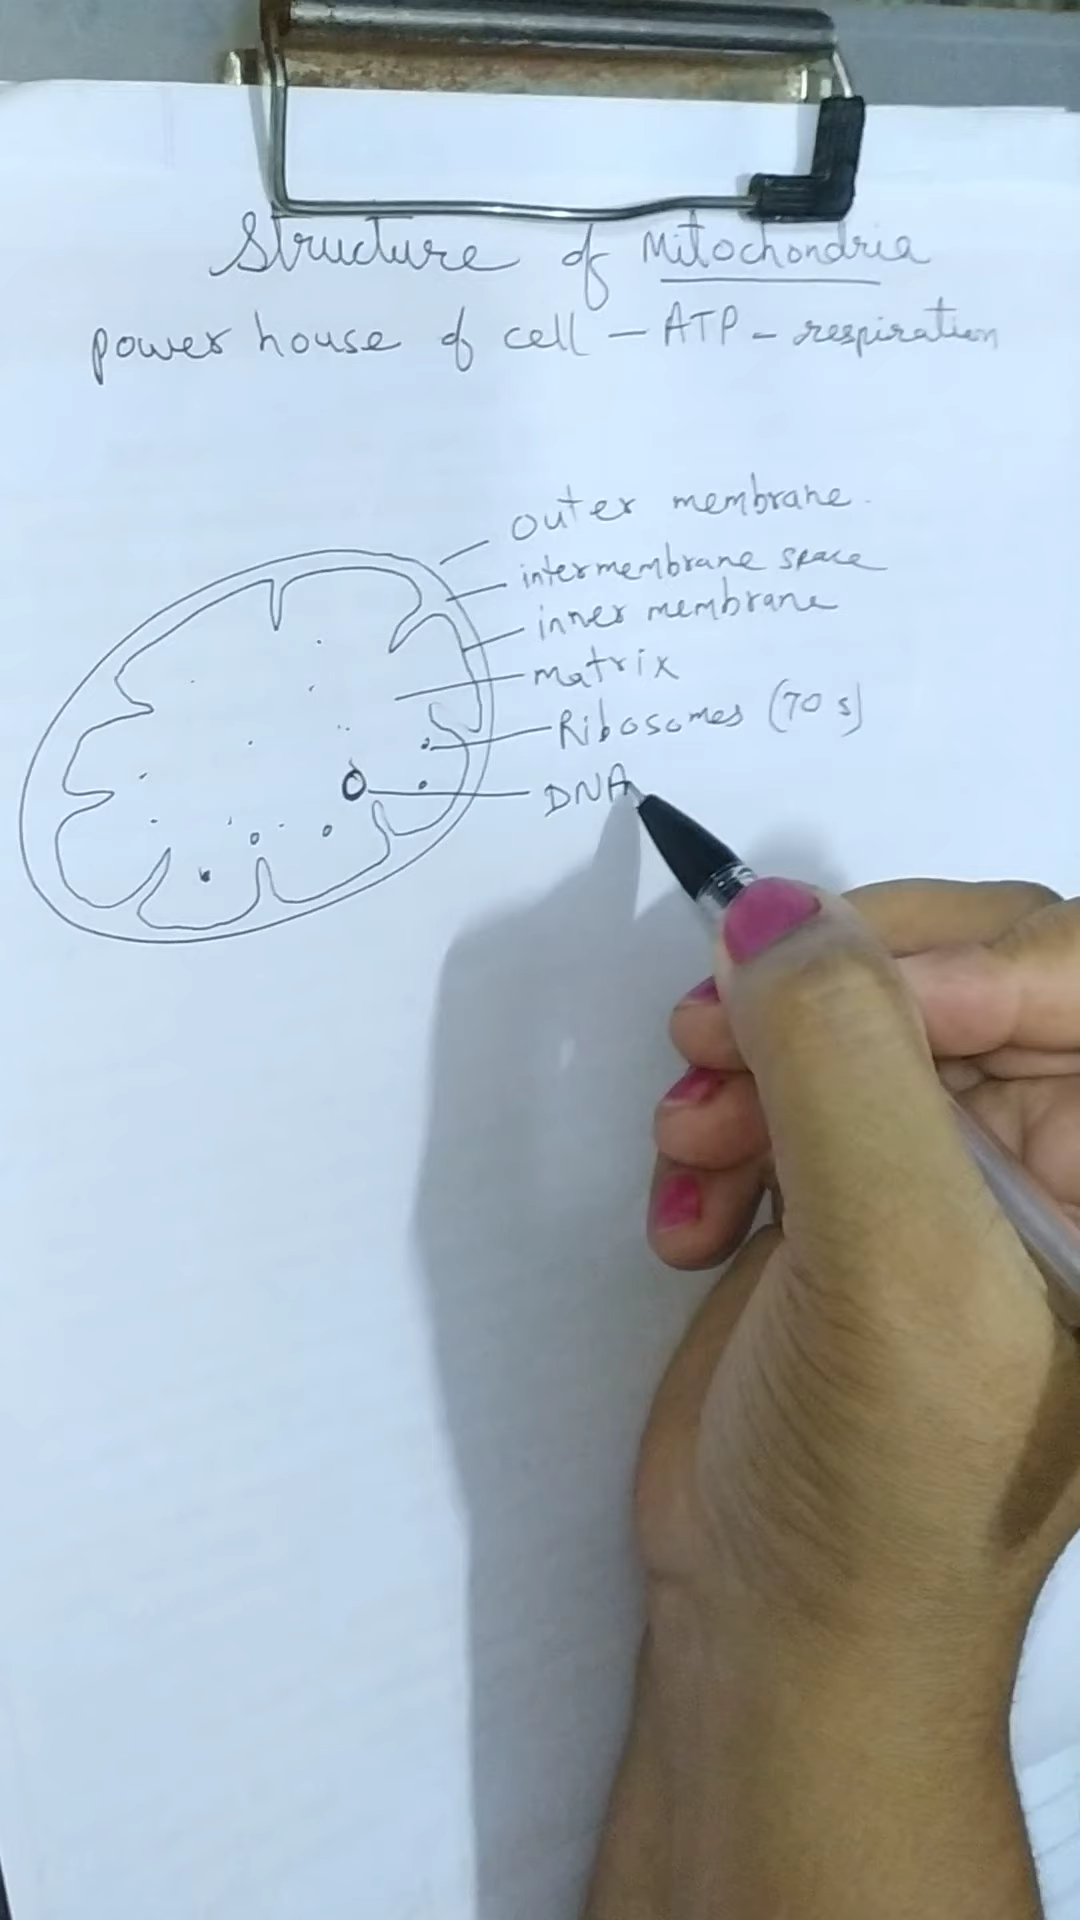 Structure of Mitochondria
power house of cell - ATP - respiration
outer membrane
intermembrane space
inner membrane
matrix
Ribosomes (70 s)
DNA